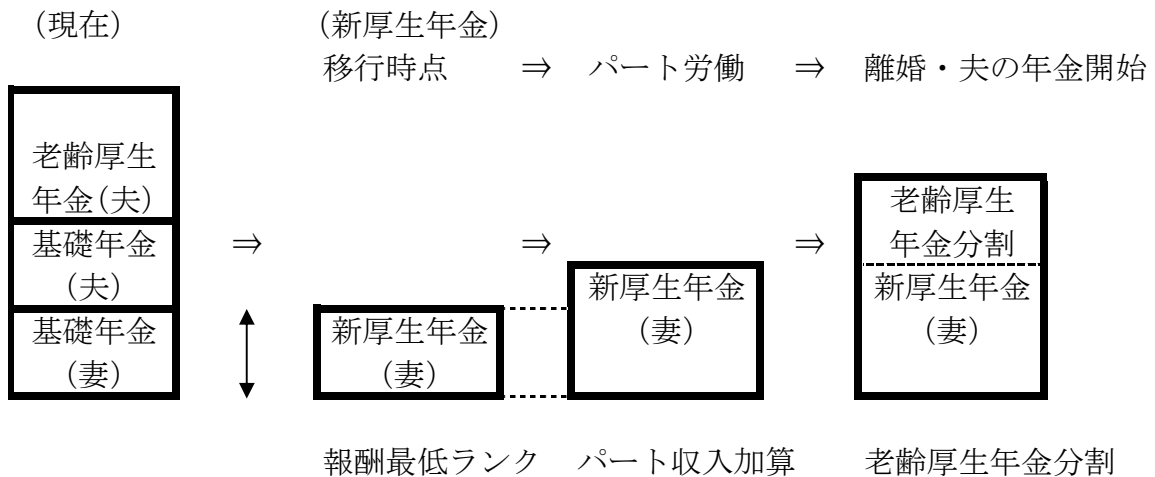 (現在)
(新厚生年金)
移行時点 ⇒ パート労働 ⇒ 離婚・夫の年金開始
老齢厚生
年金(夫)
基礎年金
(夫)
基礎年金
(妻)
⇒
新厚生年金
(妻)
⇒
新厚生年金
(妻)
⇒
老齢厚生
年金分割
新厚生年金
(妻)
報酬最低ランク パート収入加算 老齢厚生年金分割